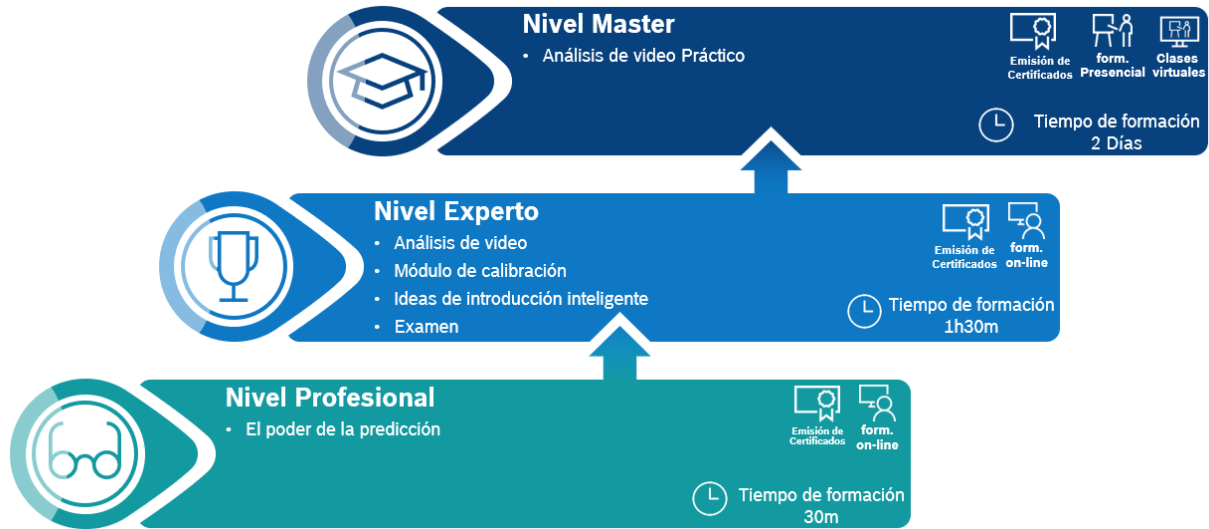 Nivel Master
• Análisis de video Práctico
Emisión de
Certificados
form.
Presencial
Clases
virtuales
Tiempo de formación
2 Días
Nivel Experto
• Análisis de video
• Módulo de calibración
• Ideas de introducción inteligente
• Examen
Emisión de
Certificados
form.
on-line
Tiempo de formación
1h30m
Nivel Profesional
• El poder de la predicción
Emisión de
Certificados
form.
on-line
Tiempo de formación
30m